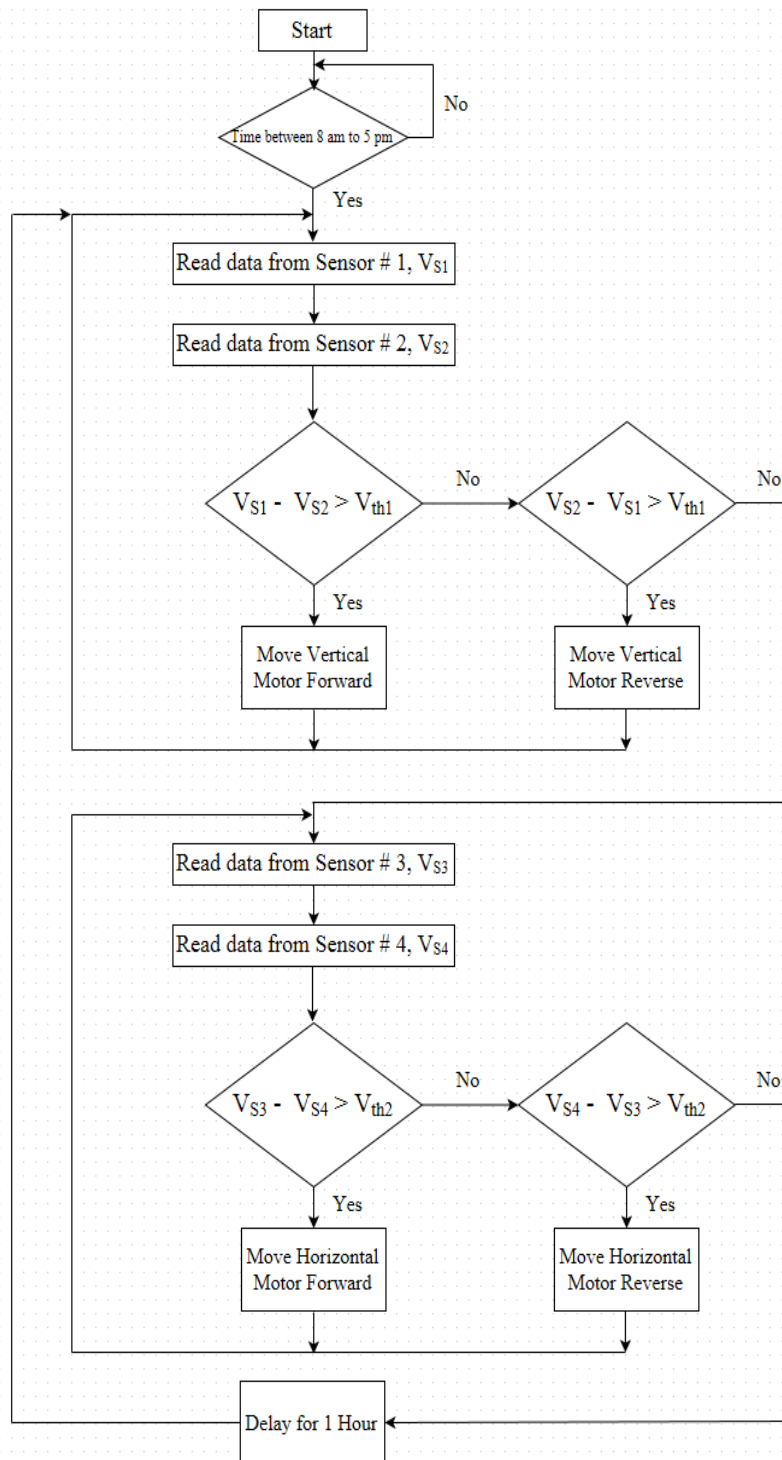 Start
No
Time between 8 am to 5 pm
Yes
Read data from Sensor # 1, VS1
Read data from Sensor # 2, VS2
VS1 - VS2 > Vth1
No
VS2 - VS1 > Vth1
No
Yes
Yes
Move Vertical
Motor Forward
Move Vertical
Motor Reverse
Read data from Sensor # 3, VS3
Read data from Sensor # 4, VS4
VS3 - VS4 > Vth2
No
VS4 - VS3 > Vth2
No
Yes
Yes
Move Horizontal
Motor Forward
Move Horizontal
Motor Reverse
Delay for 1 Hour